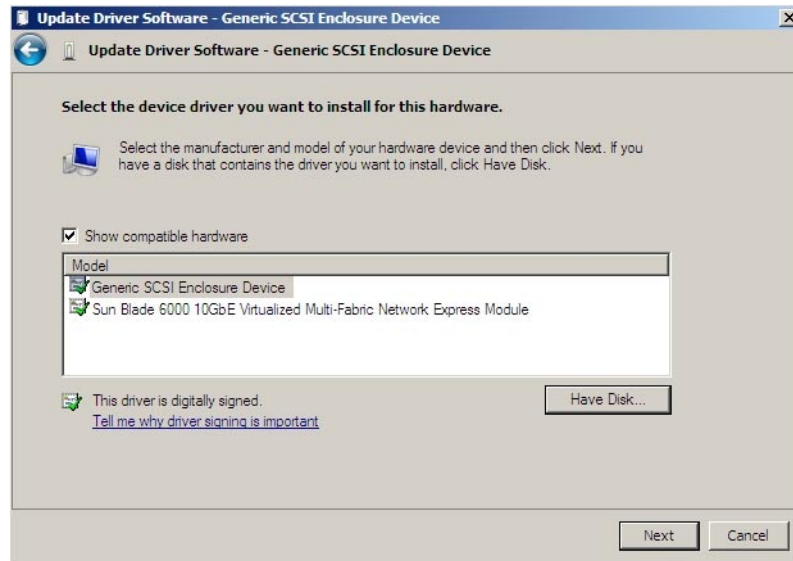 Update Driver Software - Generic SCSI Enclosure Device
Update Driver Software - Generic SCSI Enclosure Device
Select the device driver you want to install for this hardware.
Select the manufacturer and model of your hardware device and then click Next. If you
have a disk that contains the driver you want to install, click Have Disk.
Show compatible hardware
Model
Generic SCSI Enclosure Device
Sun Blade 6000 10GbE Virtualized Multi-Fabric Network Express Module
This driver is digitally signed.
Have Disk...
Tell me why driver signing is important
Next
Cancel